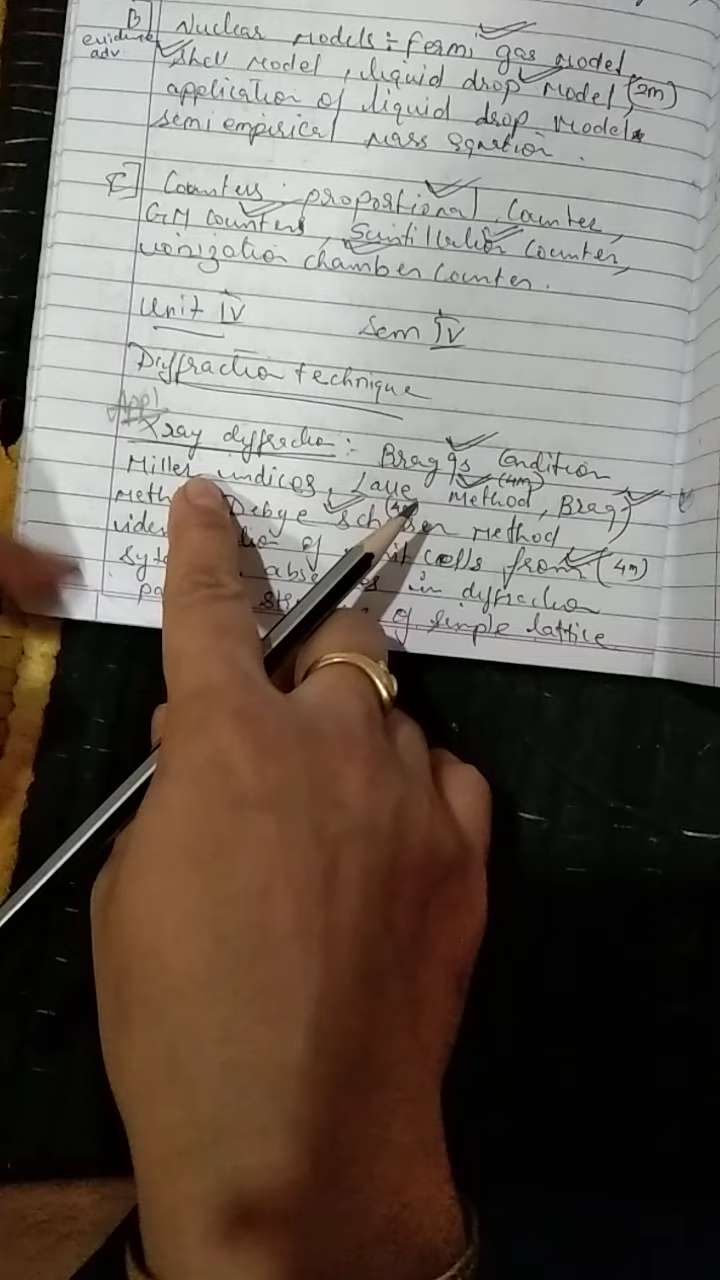 B] Nuclear Models:- fermi gas model,
evidence
adv
Shell Model, liquid drop Model (2m)
application of liquid drop Model
semi empirical mass Equation.
C] Counters: proportional Counter,
GM Counters, Scintillation Counter,
ionization chamber Counter.
Unit IV Sem IV
Diffraction technique
App
Xray diffraction:- Braggs Condition
(4m)
Miller indices, Laue Method, Bragg
Debye Method
of cells from (4m)
in diffraction
of simple lattice